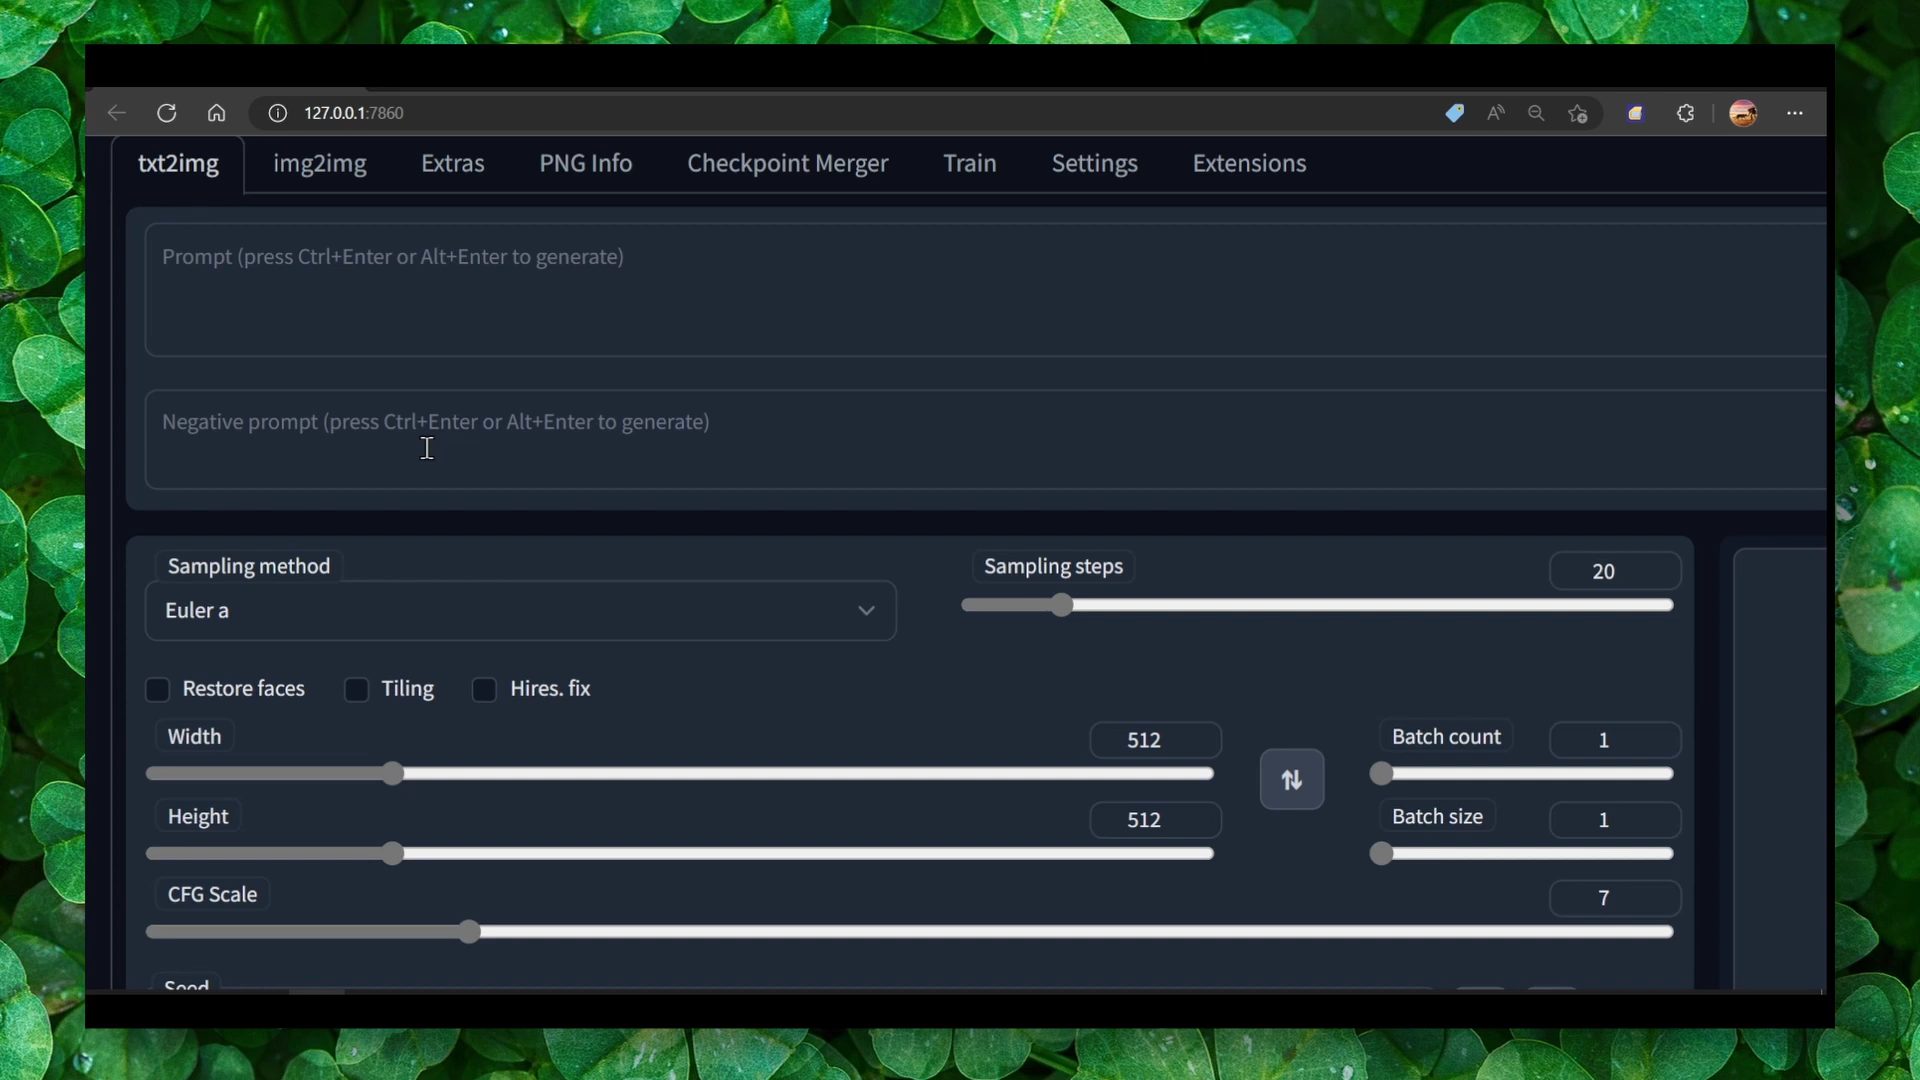 127.0.0.1:7860
txt2img img2img Extras PNG Info Checkpoint Merger Train Settings Extensions
Prompt (press Ctrl+Enter or Alt+Enter to generate)
Negative prompt (press Ctrl+Enter or Alt+Enter to generate)
Sampling method
Euler a
Sampling steps 20
Restore faces Tiling Hires. fix
Width 512
Batch count 1
Height 512
Batch size 1
CFG Scale 7
Seed